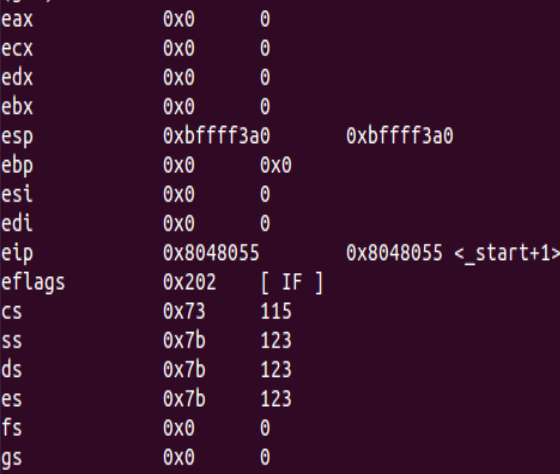 eax 0x0 0
ecx 0x0 0
edx 0x0 0
ebx 0x0 0
esp 0xbffff3a0 0xbffff3a0
ebp 0x0 0x0
esi 0x0 0
edi 0x0 0
eip 0x8048055 0x8048055 <_start+1>
eflags 0x202 [ IF ]
cs 0x73 115
ss 0x7b 123
ds 0x7b 123
es 0x7b 123
fs 0x0 0
gs 0x0 0